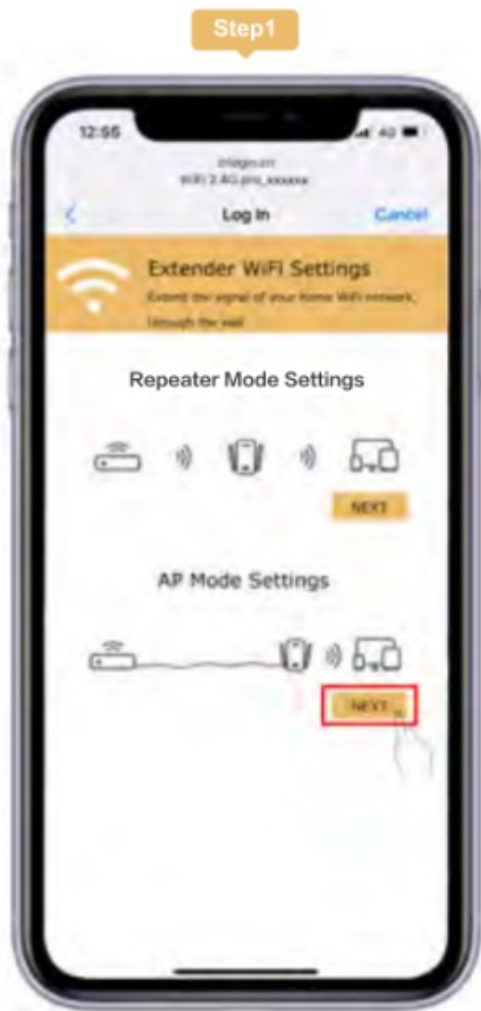 Step1
12:55
4G
Log In
Cancel
Extender WiFi Settings
Extend the signal of your home WiFi network,
through the wall
Repeater Mode Settings
NEXT
AP Mode Settings
NEXT